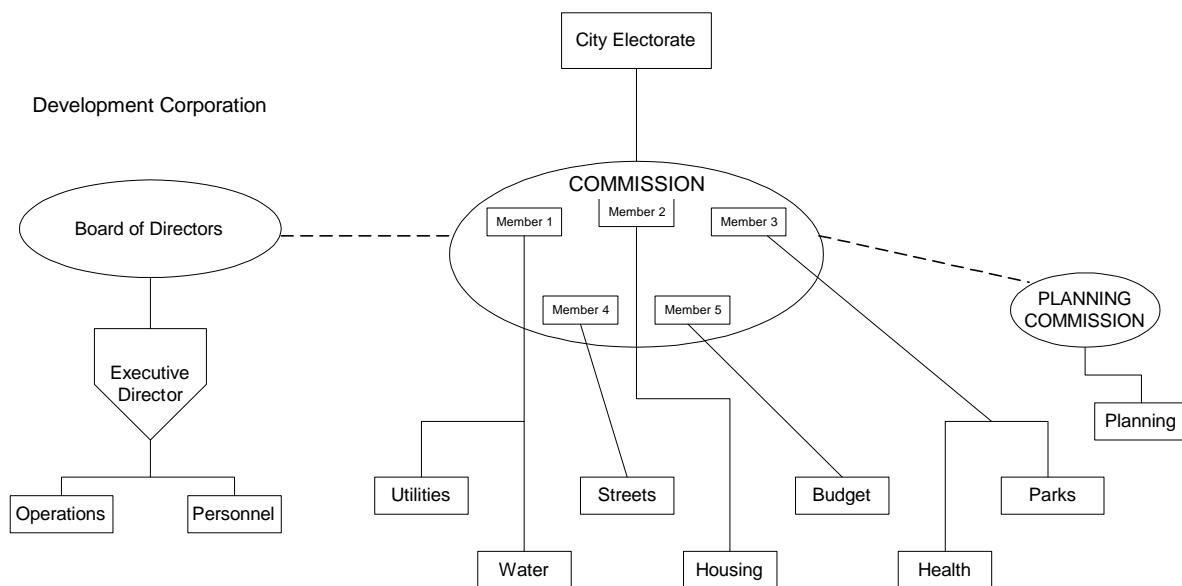 City Electorate
Development Corporation
COMMISSION
Member 1
Member 2
Member 3
Board of Directors
Member 4
Member 5
PLANNING
COMMISSION
Executive
Director
Planning
Utilities
Streets
Budget
Parks
Operations
Personnel
Water
Housing
Health